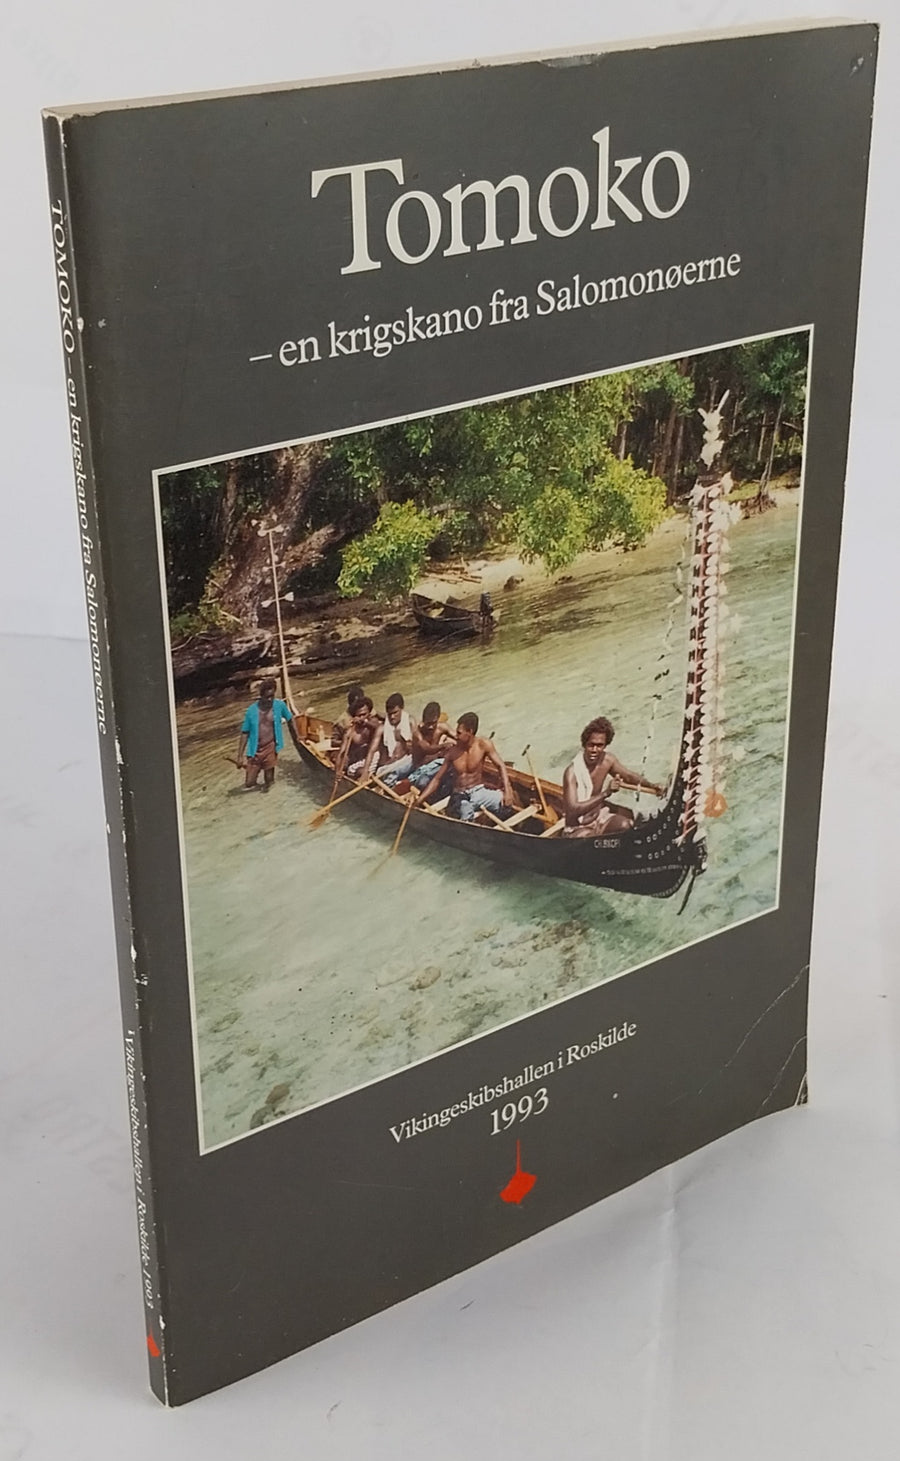 Tomoko
– en krigskano fra Salomonøerne
Vikingeskibshallen i Roskilde
1993
TOMOKO – en krigskano fra Salomonøerne
Vikingeskibshallen i Roskilde 1993